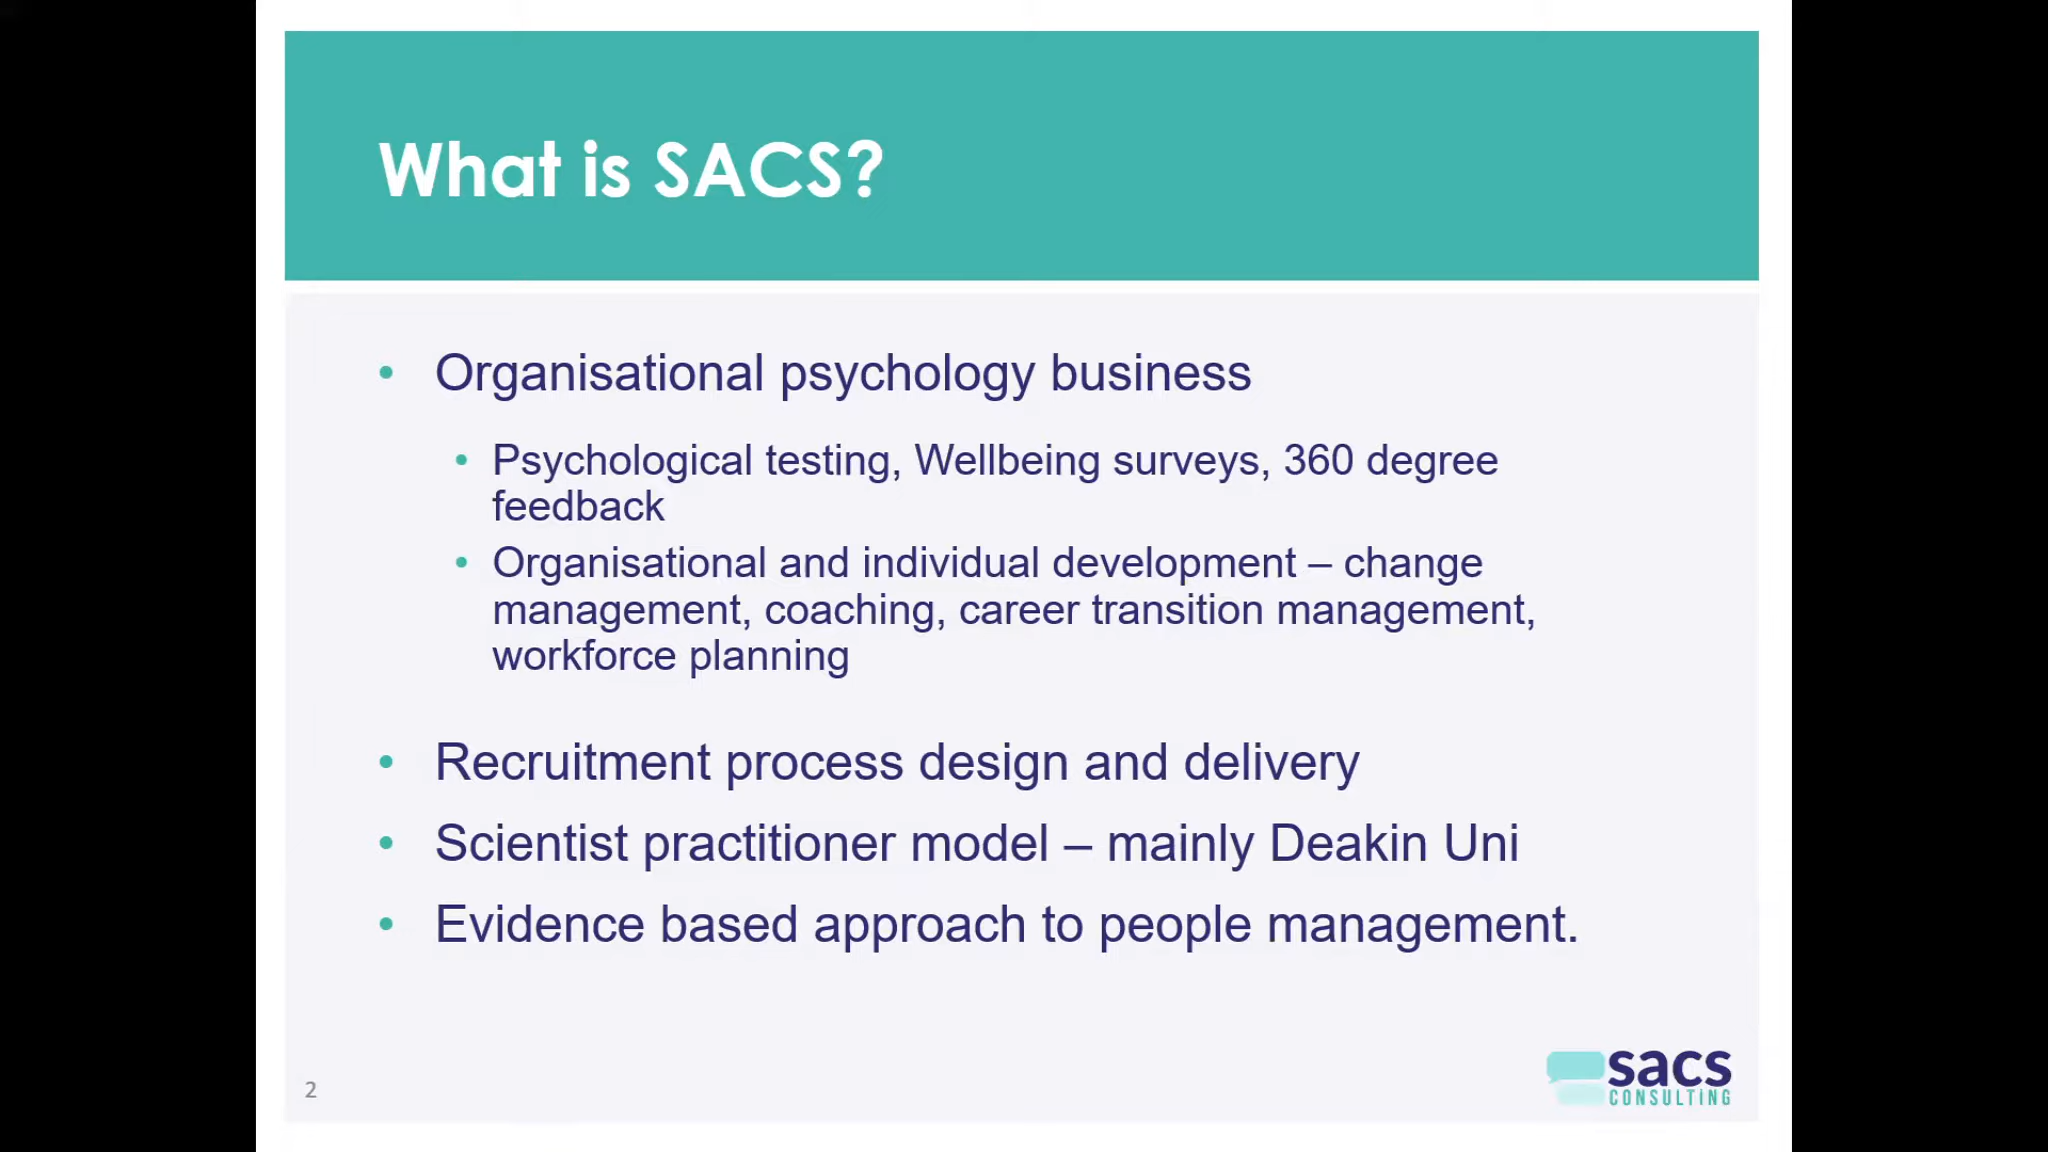 What is SACS?
• Organisational psychology business
• Psychological testing, Wellbeing surveys, 360 degree
feedback
• Organisational and individual development – change
management, coaching, career transition management,
workforce planning
• Recruitment process design and delivery
• Scientist practitioner model – mainly Deakin Uni
• Evidence based approach to people management.
2
sacs
CONSULTING